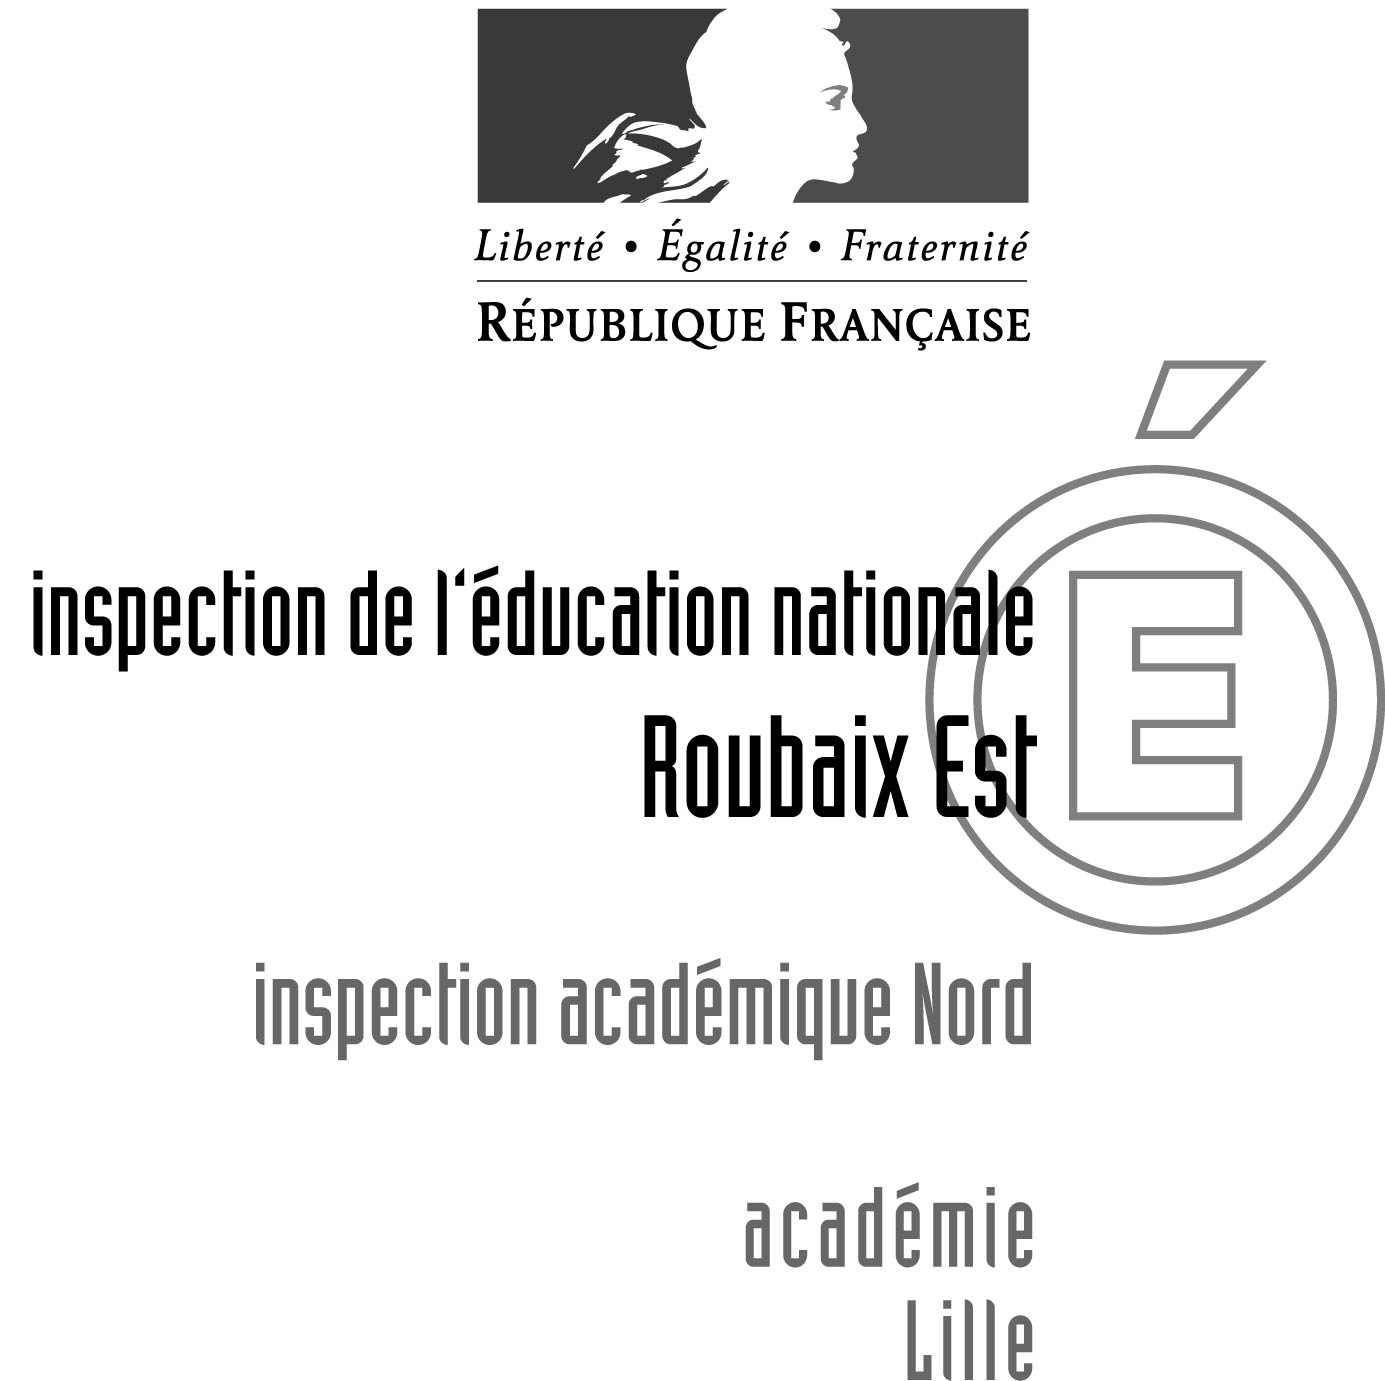 Liberté • Égalité • Fraternité
RÉPUBLIQUE FRANÇAISE
É
inspection de l'éducation nationale
Roubaix Est
inspection académique Nord
académie
Lille